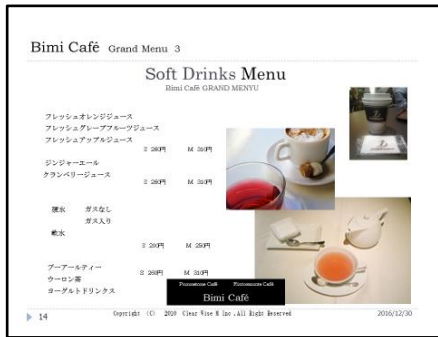 Bimi Café Grand Menu 3
Soft Drinks Menu
Bimi Café GRAND MENYU
フレッシュオレンジジュース
フレッシュグレープフルーツジュース
フレッシュアップルジュース
S 260円 M 310円
ジンジャーエール
クランベリージュース
S 260円 M 310円
硬水 ガスなし
ガス入り
軟水
S 200円 M 250円
プーアールティー
S 260円 M 310円
ウーロン茶
ヨーグルトドリンクス
Bimi Café
14
Copyright (C) 2010 Clear Wise M Inc.All Right Reserved
2016/12/30